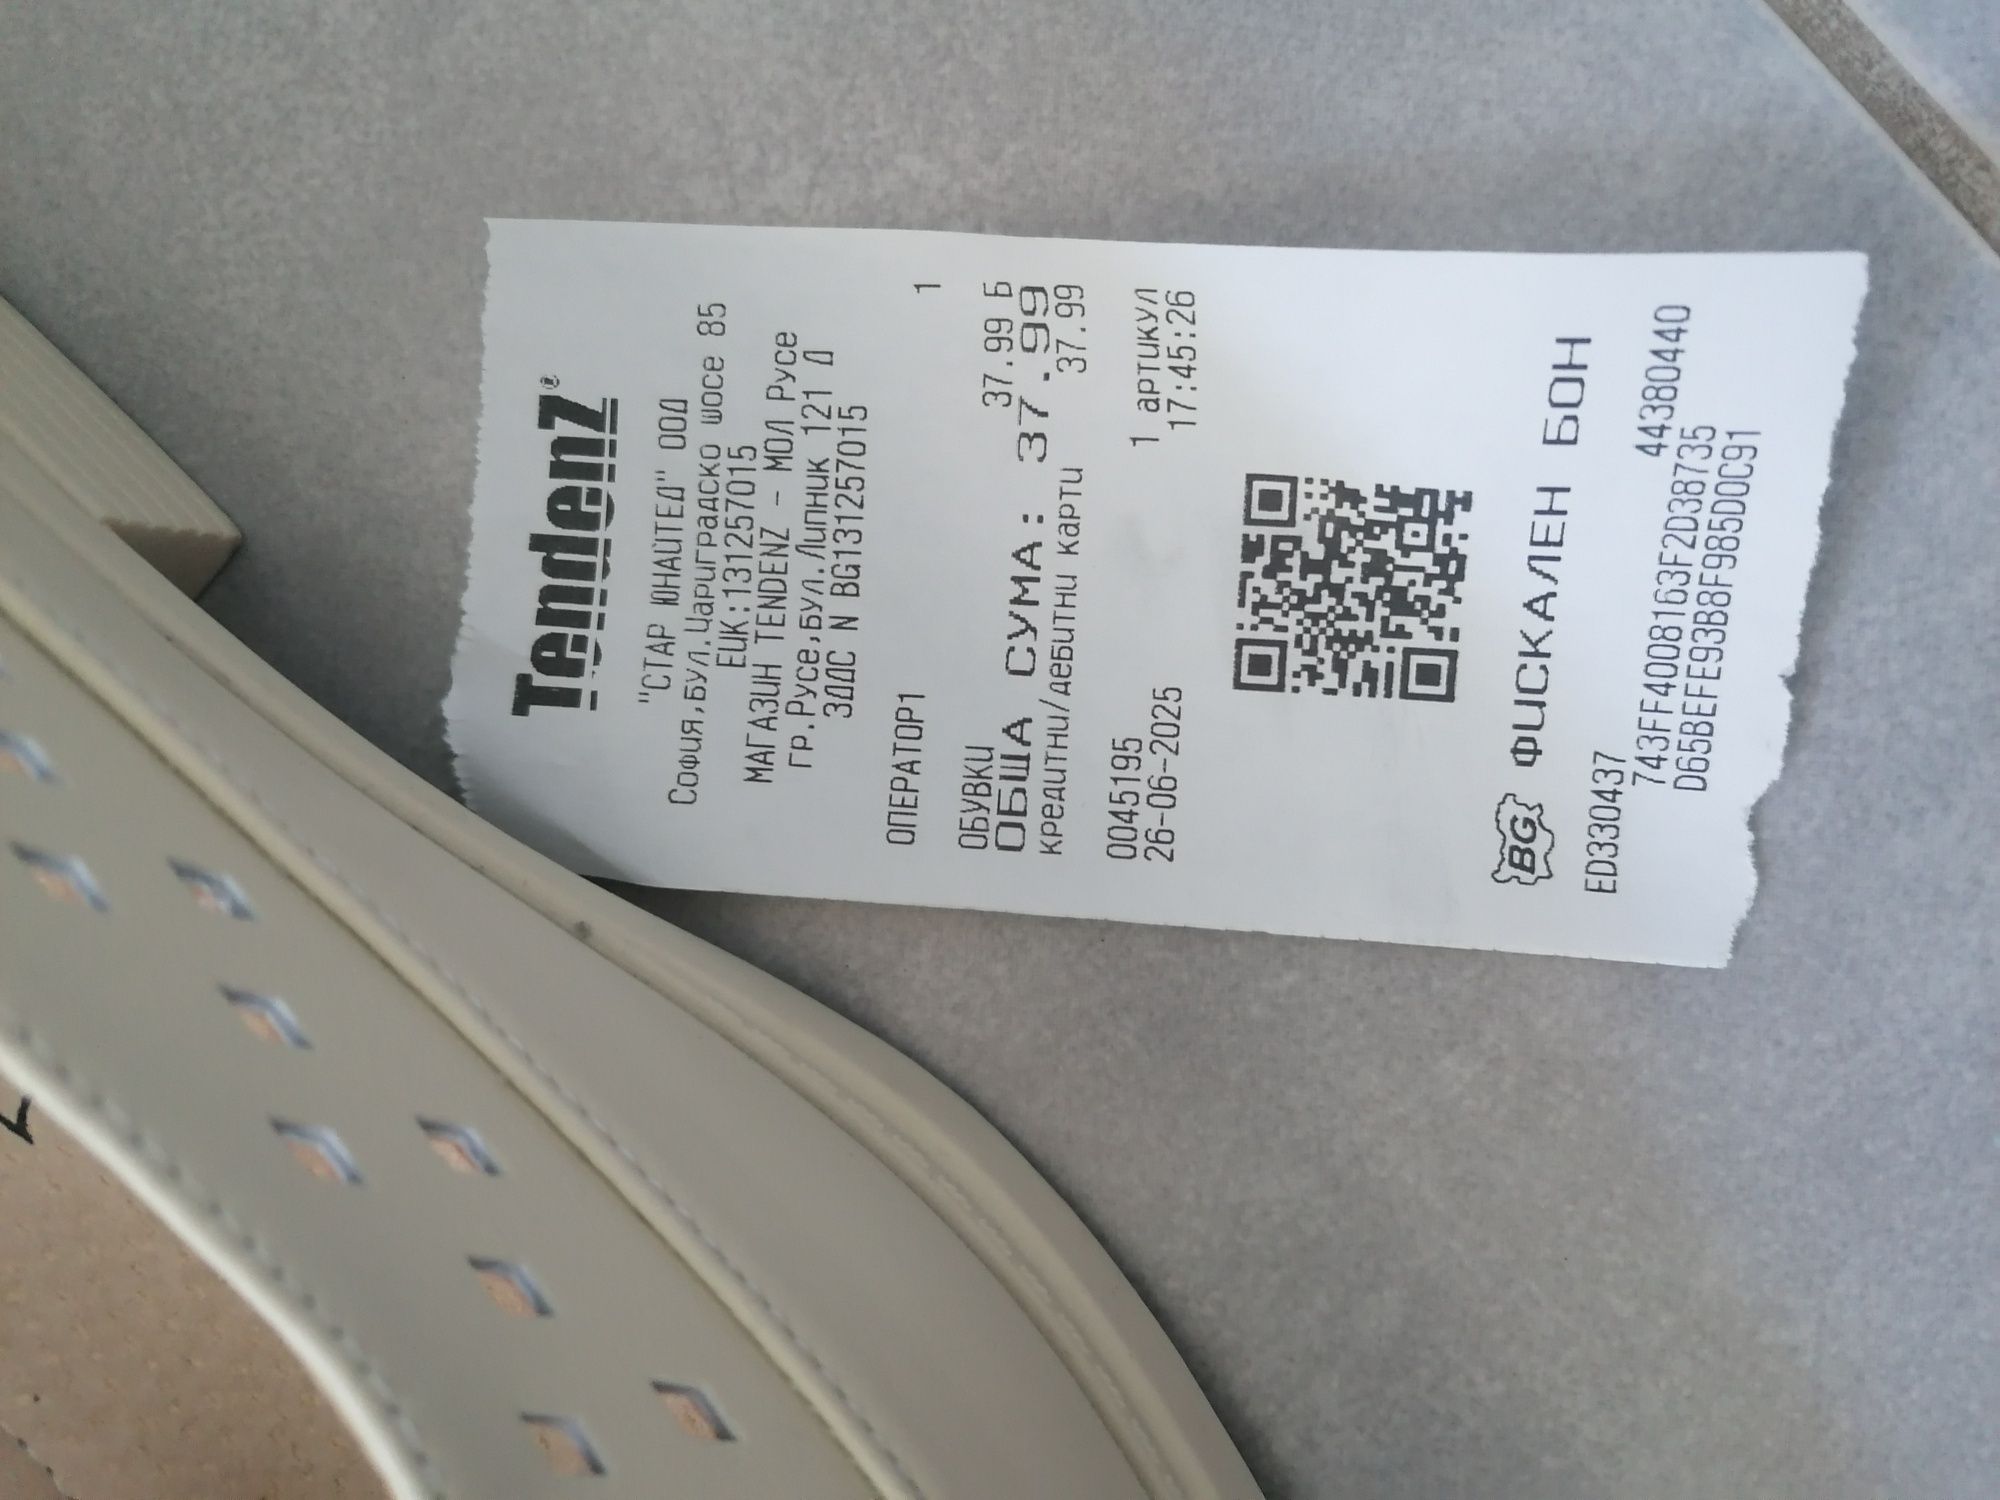 TendenZ®
"СТАР ЮНАЙТЕД" ООД
София,бул.Цариградско шосе 85
ЕИК:131257015
МАГАЗИН TENDENZ - МОЛ Русе
гр.Русе,бул.Липник 121 Д
ЗДДС N BG131257015
ОПЕРАТОР1 1
ОБУВКИ 37.99 Б
ОБЩА СУМА: 37.99
кредитни/дебитни карти 37.99
0045195 1 артикул
26-06-2025 17:45:26
BG ФИСКАЛЕН БОН
ED330437 44380440
743FF4008163F2D38735
D65BEFE93B8F985D0C91